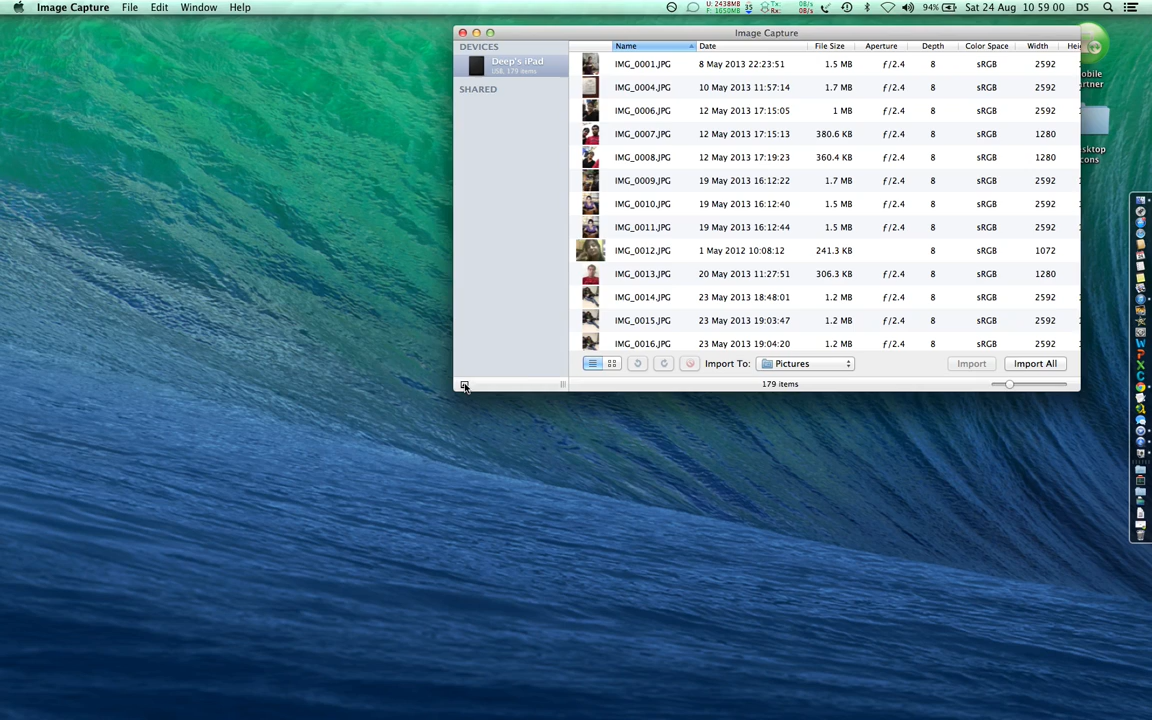 Image Capture File Edit Window Help U: 2438MB F: 1650MB 35 Tx: 0B/s Rx: 0B/s 94% Sat 24 Aug 10 59 00 DS
Image Capture
DEVICES
Deep's iPad
USB, 179 items
SHARED
Name Date File Size Aperture Depth Color Space Width
IMG_0001.JPG 8 May 2013 22:23:51 1.5 MB ƒ/2.4 8 sRGB 2592
IMG_0004.JPG 10 May 2013 11:57:14 1.7 MB ƒ/2.4 8 sRGB 2592
IMG_0006.JPG 12 May 2013 17:15:05 1 MB ƒ/2.4 8 sRGB 2592
IMG_0007.JPG 12 May 2013 17:15:13 380.6 KB ƒ/2.4 8 sRGB 1280
IMG_0008.JPG 12 May 2013 17:19:23 360.4 KB ƒ/2.4 8 sRGB 1280
IMG_0009.JPG 19 May 2013 16:12:22 1.7 MB ƒ/2.4 8 sRGB 2592
IMG_0010.JPG 19 May 2013 16:12:40 1.5 MB ƒ/2.4 8 sRGB 2592
IMG_0011.JPG 19 May 2013 16:12:44 1.5 MB ƒ/2.4 8 sRGB 2592
IMG_0012.JPG 1 May 2012 10:08:12 241.3 KB 8 sRGB 1072
IMG_0013.JPG 20 May 2013 11:27:51 306.3 KB ƒ/2.4 8 sRGB 1280
IMG_0014.JPG 23 May 2013 18:48:01 1.2 MB ƒ/2.4 8 sRGB 2592
IMG_0015.JPG 23 May 2013 19:03:47 1.2 MB ƒ/2.4 8 sRGB 2592
IMG_0016.JPG 23 May 2013 19:04:20 1.2 MB ƒ/2.4 8 sRGB 2592
Import To: Pictures Import Import All
179 items